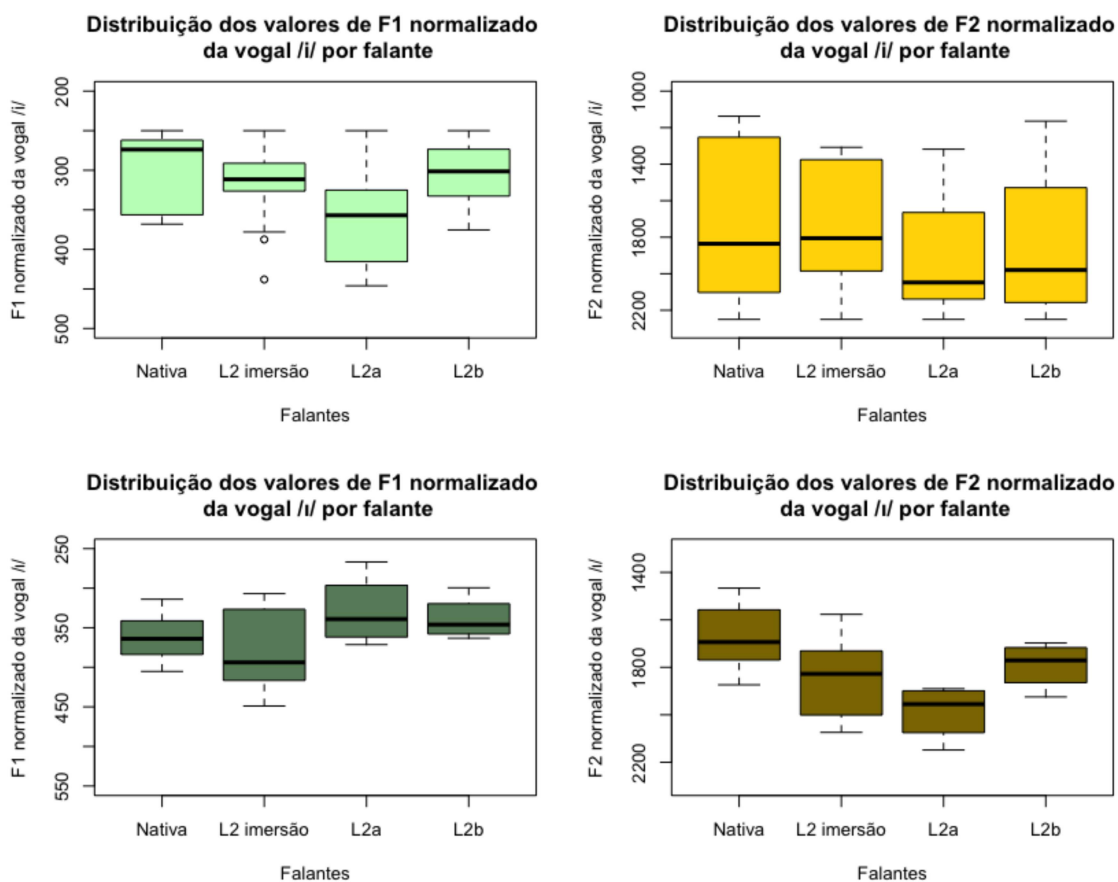 Distribuição dos valores de F1 normalizado
da vogal /i/ por falante
F1 normalizado da vogal /i/
200
300
400
500
Nativa
L2 imersão
L2a
L2b
Falantes
Distribuição dos valores de F2 normalizado
da vogal /i/ por falante
F2 normalizado da vogal /i/
1000
1400
1800
2200
Nativa
L2 imersão
L2a
L2b
Falantes
Distribuição dos valores de F1 normalizado
da vogal /ı/ por falante
F1 normalizado da vogal /ı/
250
350
450
550
Nativa
L2 imersão
L2a
L2b
Falantes
Distribuição dos valores de F2 normalizado
da vogal /ı/ por falante
F2 normalizado da vogal /ı/
1400
1800
2200
Nativa
L2 imersão
L2a
L2b
Falantes